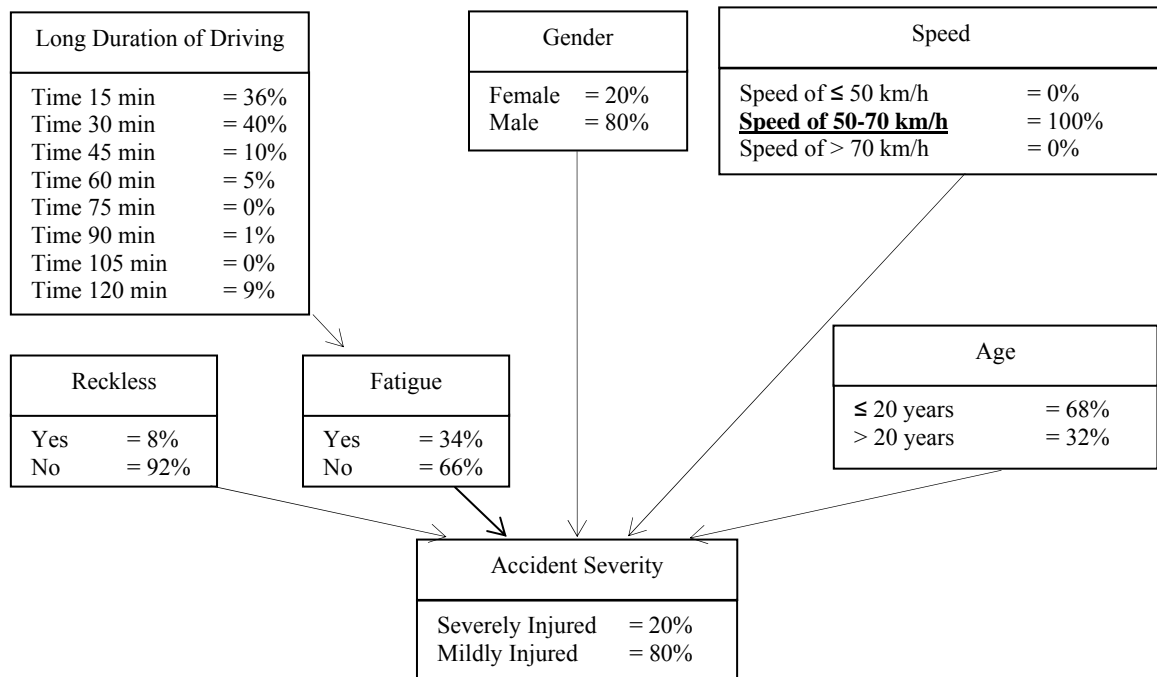 Long Duration of Driving
Time 15 min = 36%
Time 30 min = 40%
Time 45 min = 10%
Time 60 min = 5%
Time 75 min = 0%
Time 90 min = 1%
Time 105 min = 0%
Time 120 min = 9%
Gender
Female = 20%
Male = 80%
Speed
Speed of ≤ 50 km/h = 0%
Speed of 50-70 km/h = 100%
Speed of > 70 km/h = 0%
Reckless
Yes = 8%
No = 92%
Fatigue
Yes = 34%
No = 66%
Age
≤ 20 years = 68%
> 20 years = 32%
Accident Severity
Severely Injured = 20%
Mildly Injured = 80%